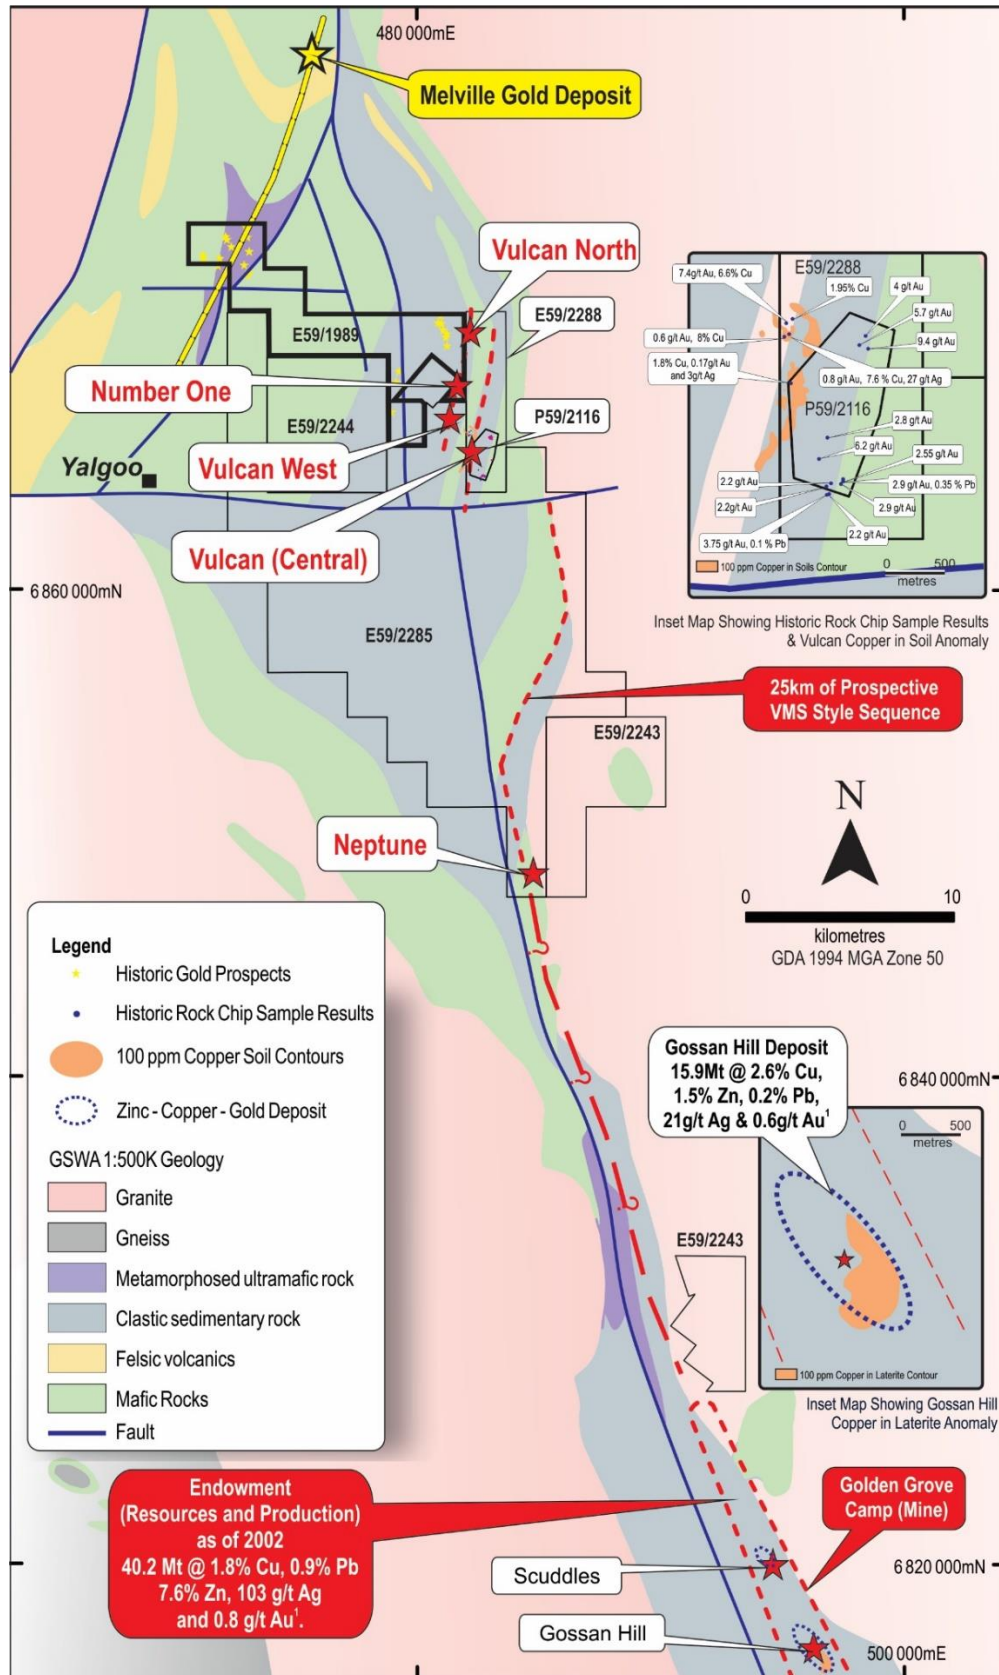 480 000mE
Melville Gold Deposit
Vulcan North
E59/2288
E59/1989
Number One
P59/2116
E59/2244
Vulcan West
Yalgoo
Vulcan (Central)
6 860 000mN
E59/2285
E59/2288
7.4g/t Au, 6.6% Cu
1.95% Cu
4 g/t Au
5.7 g/t Au
0.6 g/t Au, 8% Cu
9.4 g/t Au
1.8% Cu, 0.17g/t Au
and 3g/t Ag
0.8 g/t Au, 7.6 % Cu, 27 g/t Ag
P59/2116
2.8 g/t Au
6.2 g/t Au
2.55 g/t Au
2.2 g/t Au
2.9 g/t Au, 0.35 % Pb
2.2g/t Au
2.9 g/t Au
3.75 g/t Au, 0.1 % Pb
2.2 g/t Au
100 ppm Copper in Soils Contour
0 500
metres
Inset Map Showing Historic Rock Chip Sample Results
& Vulcan Copper in Soil Anomaly
25km of Prospective
VMS Style Sequence
E59/2243
N
Neptune
0 10
kilometres
GDA 1994 MGA Zone 50
?
?
?
Legend
Historic Gold Prospects
Historic Rock Chip Sample Results
100 ppm Copper Soil Contours
Zinc - Copper - Gold Deposit
GSWA 1:500K Geology
Granite
Gneiss
Metamorphosed ultramafic rock
Clastic sedimentary rock
Felsic volcanics
Mafic Rocks
Fault
Gossan Hill Deposit
15.9Mt @ 2.6% Cu,
1.5% Zn, 0.2% Pb,
21g/t Ag & 0.6g/t Au¹
6 840 000mN
0 500
metres
E59/2243
100 ppm Copper in Laterite Contour
Inset Map Showing Gossan Hill
Copper in Laterite Anomaly
Endowment
(Resources and Production)
as of 2002
40.2 Mt @ 1.8% Cu, 0.9% Pb
7.6% Zn, 103 g/t Ag
and 0.8 g/t Au¹.
Golden Grove
Camp (Mine)
Scuddles
6 820 000mN
Gossan Hill
500 000mE